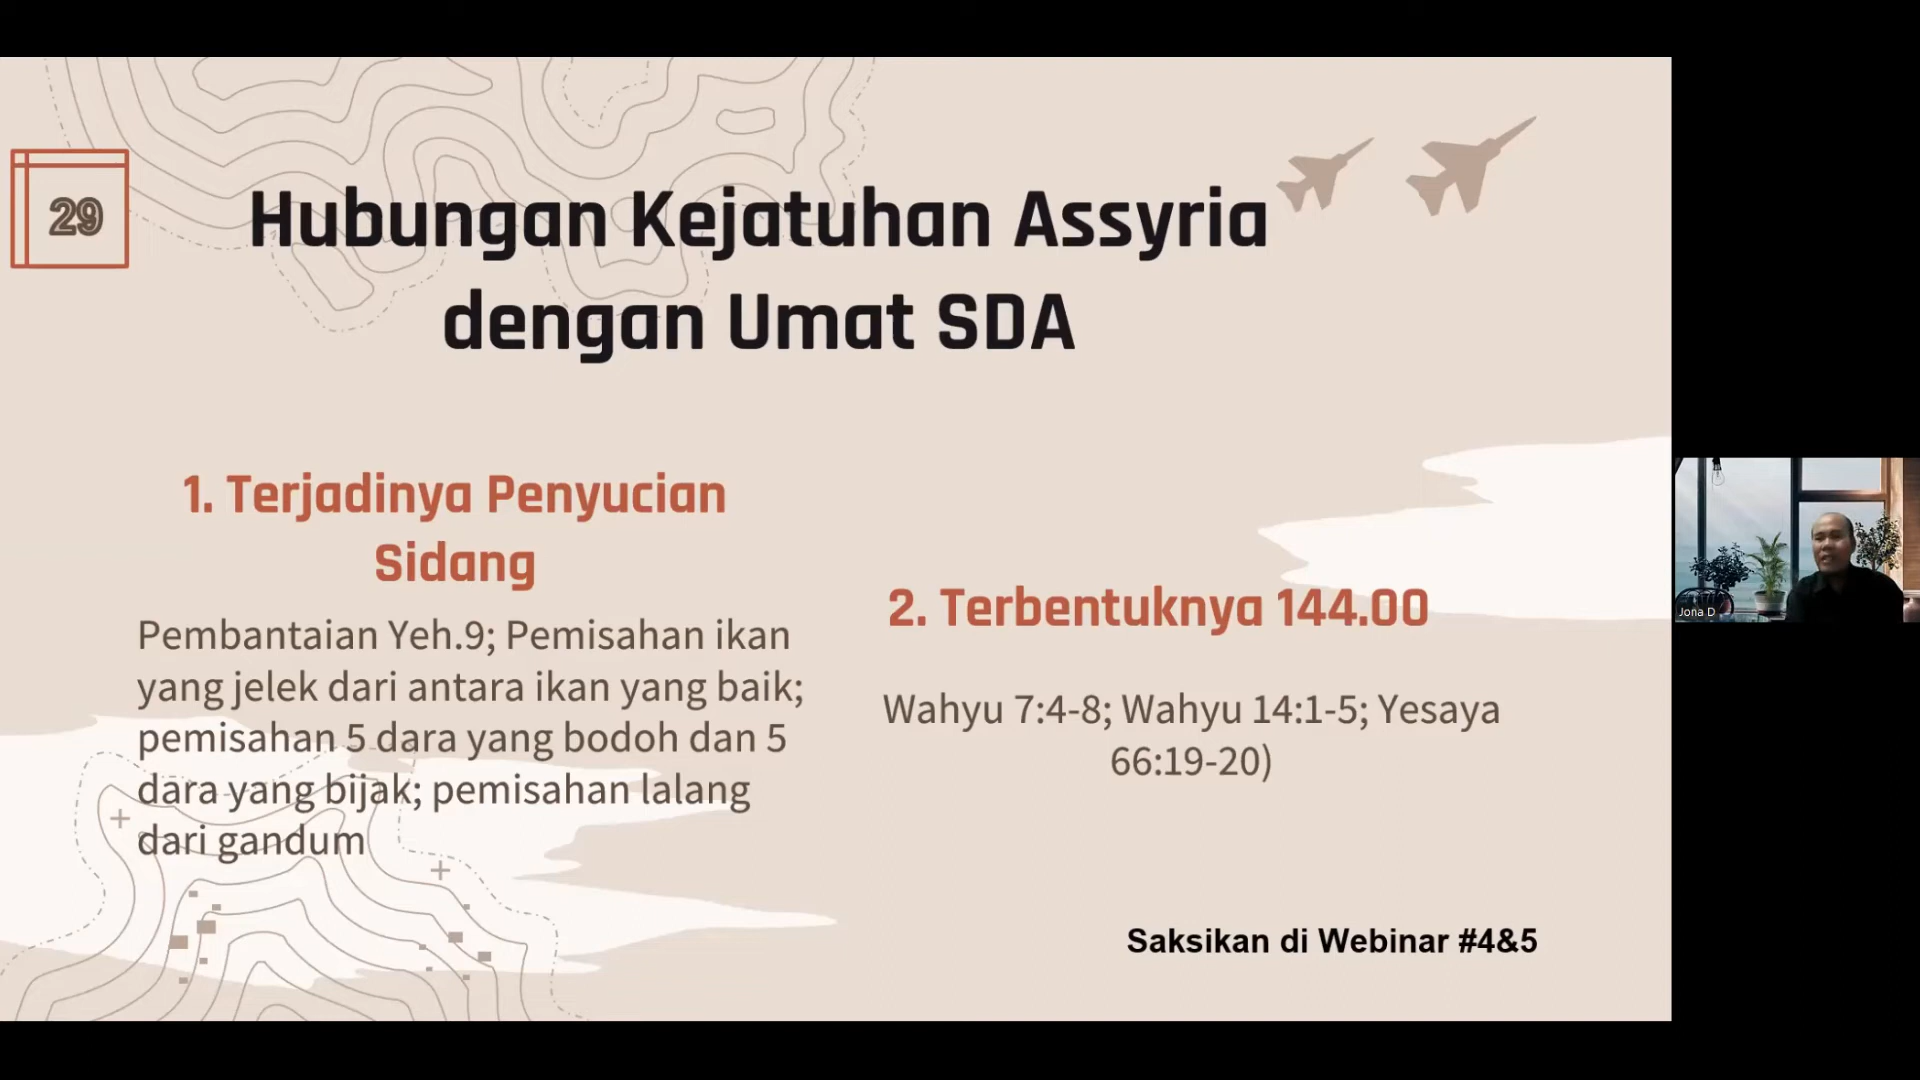 29
Hubungan Kejatuhan Assyria
dengan Umat SDA
1. Terjadinya Penyucian
Sidang
Pembantaian Yeh.9; Pemisahan ikan
yang jelek dari antara ikan yang baik;
pemisahan 5 dara yang bodoh dan 5
dara yang bijak; pemisahan lalang
dari gandum
2. Terbentuknya 144.00
Wahyu 7:4-8; Wahyu 14:1-5; Yesaya
66:19-20)
Saksikan di Webinar #4&5
Jona D